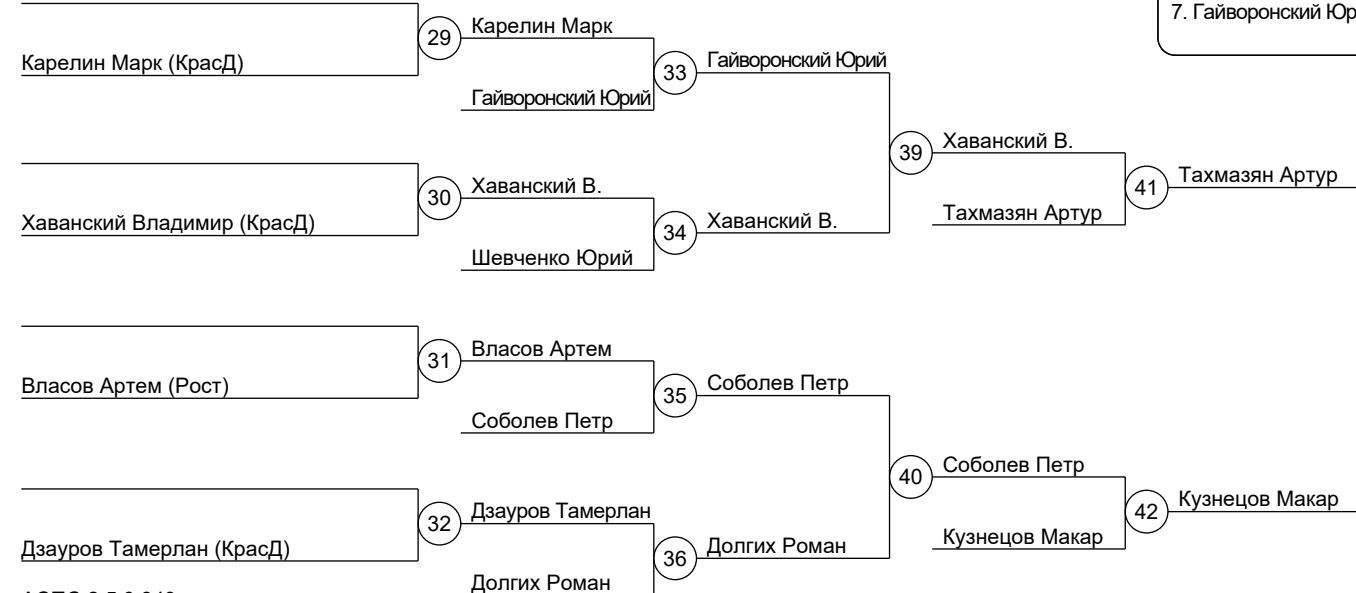 7. Гайворонский Юр
Карелин Марк
29
Карелин Марк (КрасД)
Гайворонский Юрий
33
Гайворонский Юрий
Хаванский В.
39
Тахмазян Артур
41
Хаванский В.
30
Хаванский Владимир (КрасД)
Тахмазян Артур
Хаванский В.
34
Шевченко Юрий
Власов Артем
31
Власов Артем (Рост)
Соболев Петр
35
Соболев Петр
Соболев Петр
40
Кузнецов Макар
42
Дзауров Тамерлан
32
Дзауров Тамерлан (КрасД)
Кузнецов Макар
Долгих Роман
36
Долгих Роман